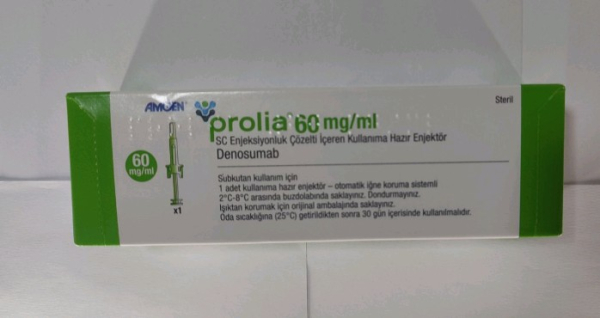 AMGEN
prolia® 60 mg/ml
Steril
SC Enjeksiyonluk Çözelti İçeren Kullanıma Hazır Enjektör
Denosumab
60
mg/ml
x1
Subkutan kullanım için
1 adet kullanıma hazır enjektör – otomatik iğne koruma sistemli
2°C-8°C arasında buzdolabında saklayınız. Dondurmayınız.
Işıktan korumak için orijinal ambalajında saklayınız.
Oda sıcaklığına (25°C) getirildikten sonra 30 gün içerisinde kullanılmalıdır.